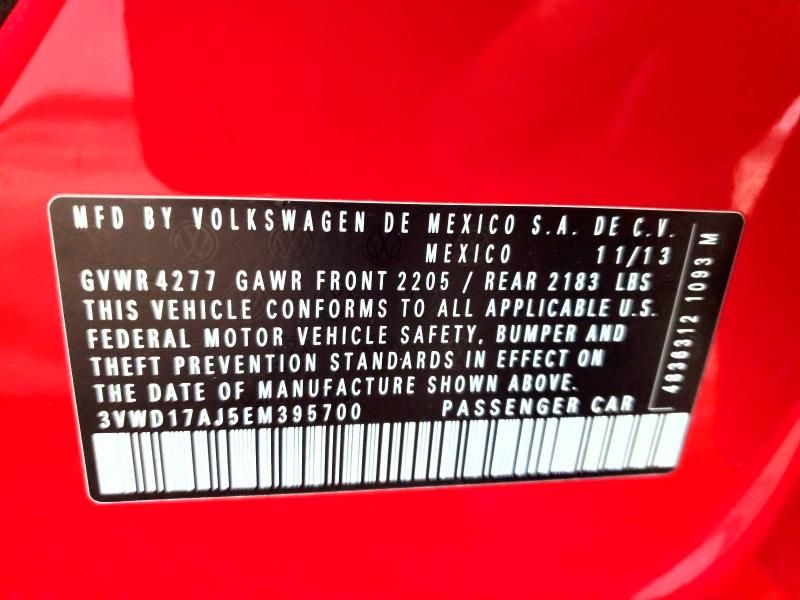 MFD BY VOLKSWAGEN DE MEXICO S.A. DE C.V.
MEXICO 11/13
GVWR 4277 GAWR FRONT 2205 / REAR 2183 LBS
THIS VEHICLE CONFORMS TO ALL APPLICABLE U.S.
FEDERAL MOTOR VEHICLE SAFETY, BUMPER AND
THEFT PREVENTION STANDARDS IN EFFECT ON
THE DATE OF MANUFACTURE SHOWN ABOVE.
3VWD17AJ5EM395700 PASSENGER CAR
4836312 1093 M